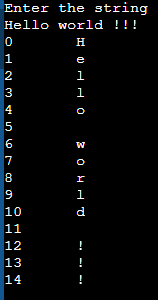 Enter the string
Hello world !!!
0 H
1 e
2 l
3 l
4 o
5
6 w
7 o
8 r
9 l
10 d
11
12 !
13 !
14 !